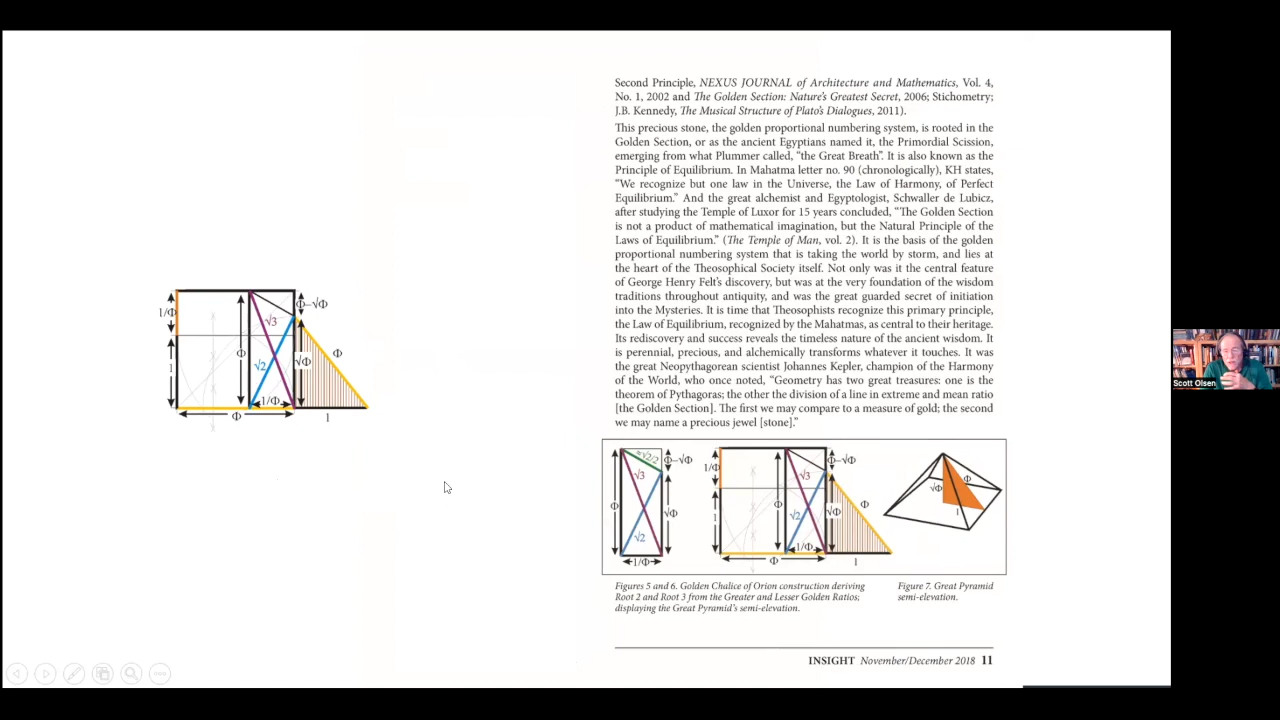 Second Principle, NEXUS JOURNAL of Architecture and Mathematics, Vol. 4,
No. 1, 2002 and The Golden Section: Nature's Greatest Secret, 2006; Stichometry;
J.B. Kennedy, The Musical Structure of Plato's Dialogues, 2011).
This precious stone, the golden proportional numbering system, is rooted in the
Golden Section, or as the ancient Egyptians named it, the Primordial Scission,
emerging from what Plummer called, "the Great Breath". It is also known as the
Principle of Equilibrium. In Mahatma letter no. 90 (chronologically), KH states,
"We recognize but one law in the Universe, the Law of Harmony, of Perfect
Equilibrium." And the great alchemist and Egyptologist, Schwaller de Lubicz,
after studying the Temple of Luxor for 15 years concluded, "The Golden Section
is not a product of mathematical imagination, but the Natural Principle of the
Laws of Equilibrium." (The Temple of Man, vol. 2). It is the basis of the golden
proportional numbering system that is taking the world by storm, and lies at
the heart of the Theosophical Society itself. Not only was it the central feature
of George Henry Felt's discovery, but was at the very foundation of the wisdom
traditions throughout antiquity, and was the great guarded secret of initiation
into the Mysteries. It is time that Theosophists recognize this primary principle,
the Law of Equilibrium, recognized by the Mahatmas, as central to their heritage.
Its rediscovery and success reveals the timeless nature of the ancient wisdom. It
is perennial, precious, and alchemically transforms whatever it touches. It was
the great Neopythagorean scientist Johannes Kepler, champion of the Harmony
of the World, who once noted, "Geometry has two great treasures: one is the
theorem of Pythagoras; the other the division of a line in extreme and mean ratio
[the Golden Section]. The first we may compare to a measure of gold; the second
we may name a precious jewel [stone]."
1/Φ
Φ–√Φ
√3
Φ
√Φ
Φ
1
√2
1/Φ
Φ
1
≈√2/2
Φ–√Φ
√3
Φ
√Φ
√2
1/Φ
1/Φ
Φ–√Φ
√3
Φ
√Φ
Φ
1
√2
1/Φ
Φ
1
√Φ
Φ
1
Figures 5 and 6. Golden Chalice of Orion construction deriving
Root 2 and Root 3 from the Greater and Lesser Golden Ratios;
displaying the Great Pyramid's semi-elevation.
Figure 7. Great Pyramid
semi-elevation.
INSIGHT November/December 2018 11
Scott Olsen